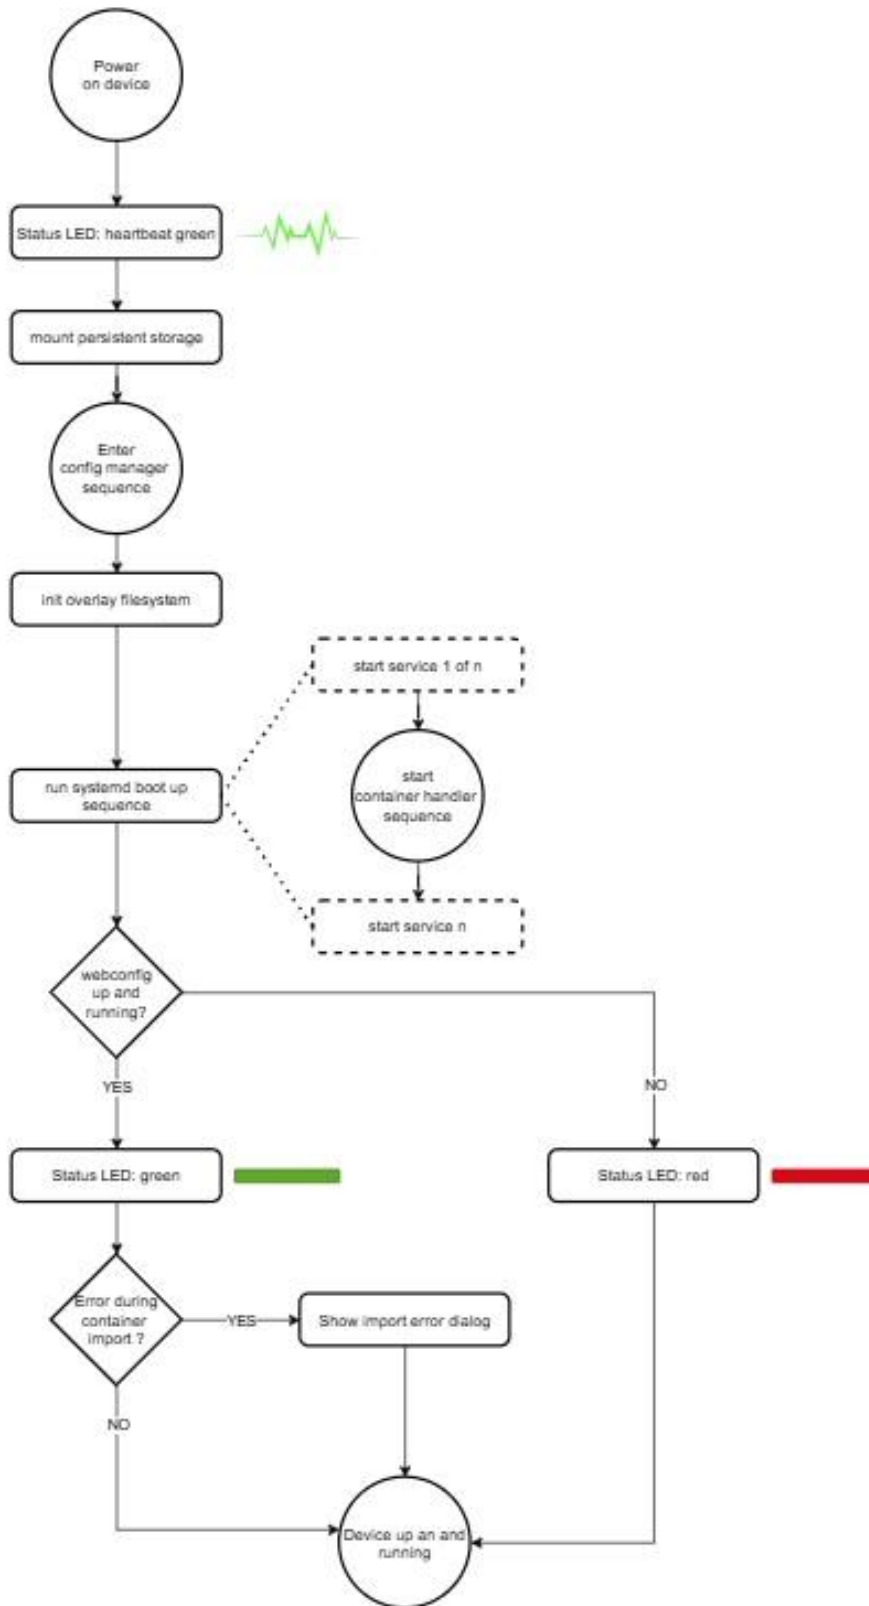 Power
on device
Status LED: heartbeat green
mount persistent storage
Enter
config manager
sequence
init overlay filesystem
start service 1 of n
run systemd boot up
sequence
start
container handler
sequence
start service n
webconfig
up and
running?
YES
NO
Status LED: green
Status LED: red
Error during
container
import ?
YES
Show import error dialog
NO
Device up an and
running